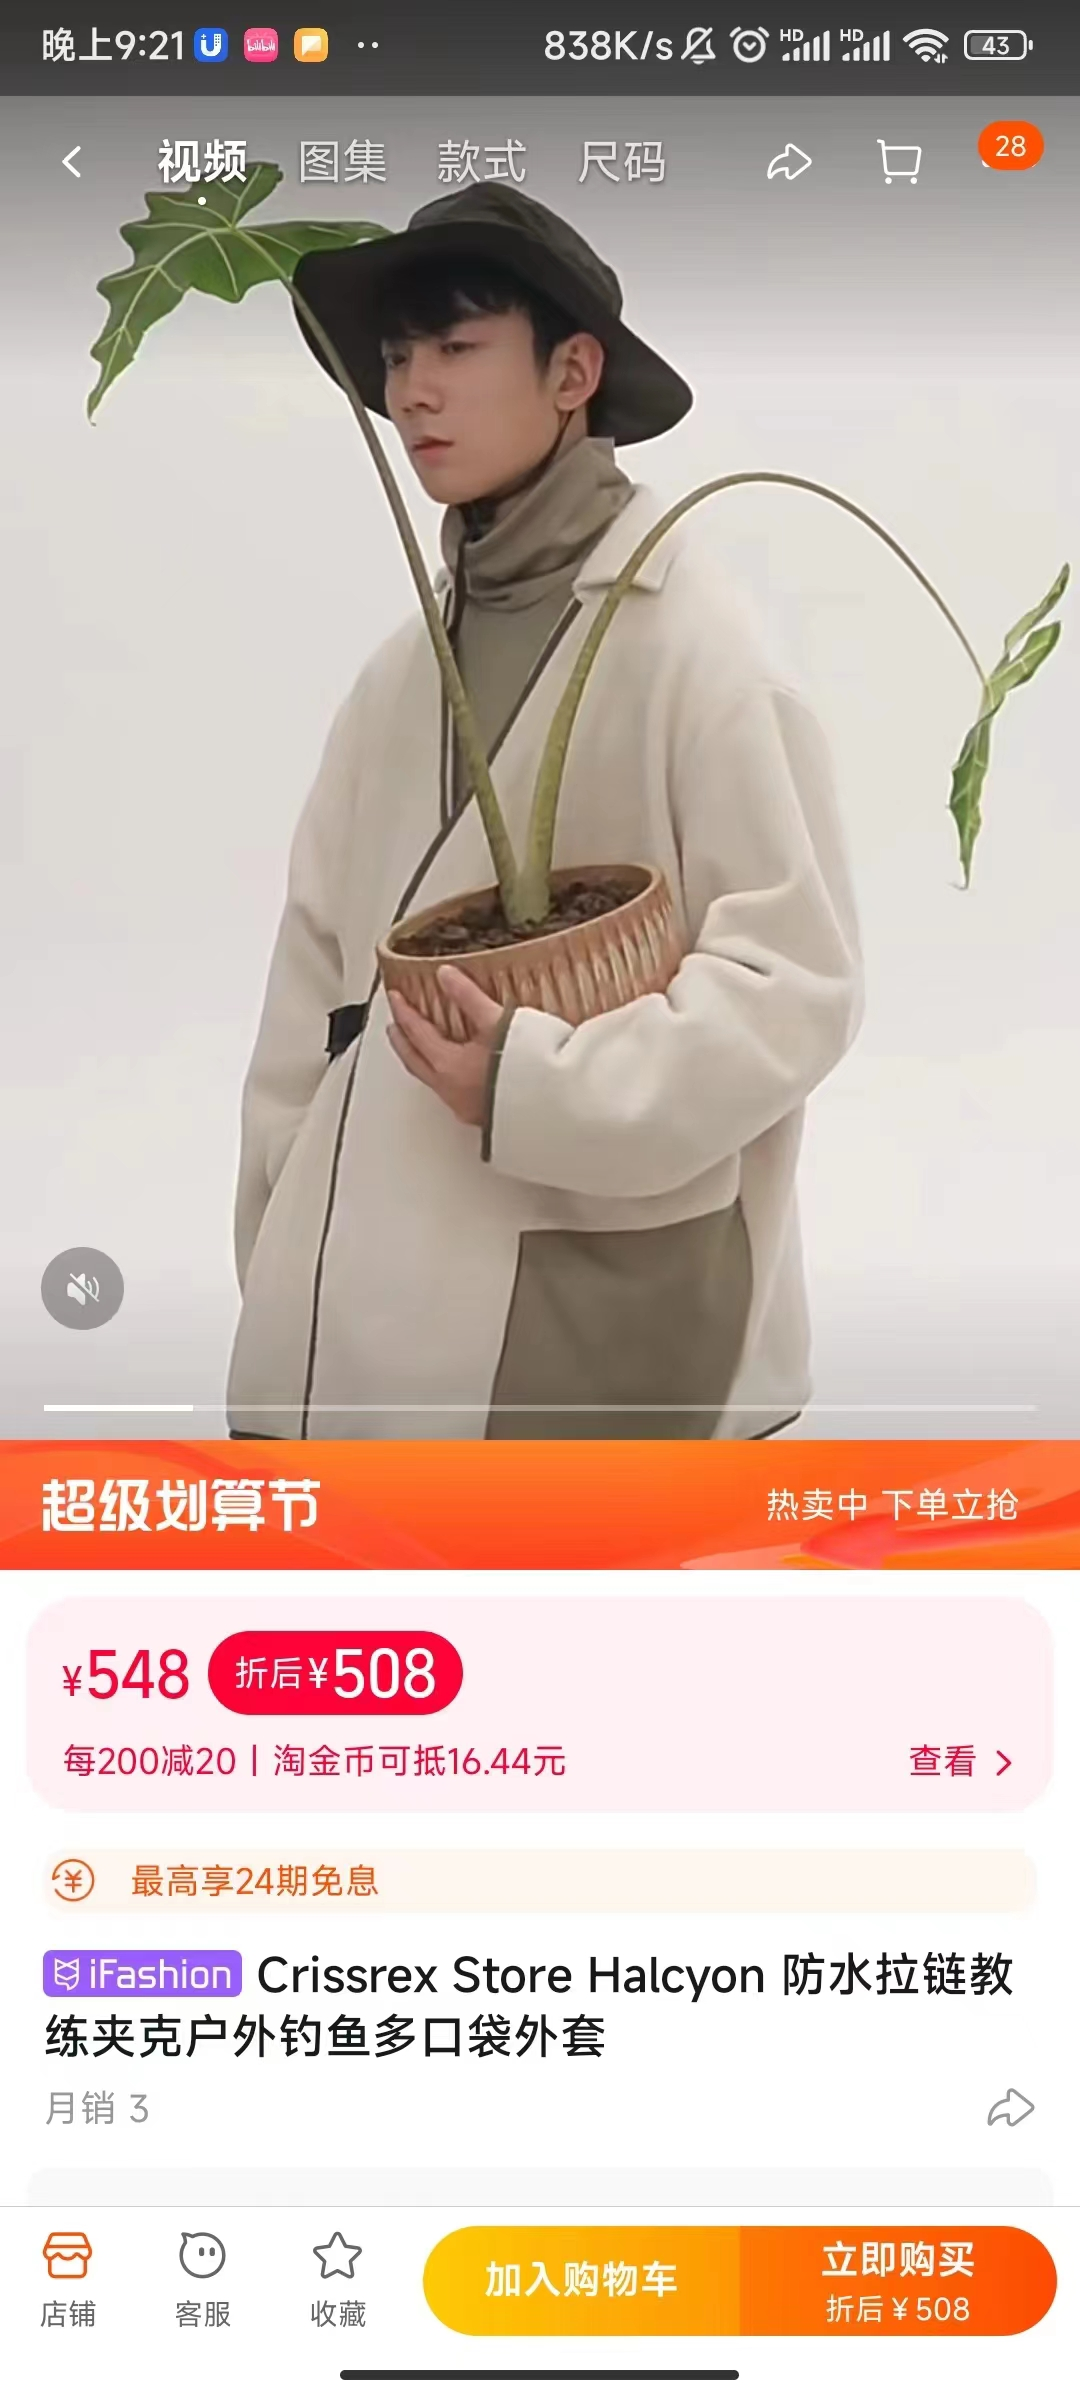 晚上9:21 bilibili 838K/s HD HD 43
视频 图集 款式 尺码 28
超级划算节 热卖中 下单立抢
¥548 折后¥508
每200减20 | 淘金币可抵16.44元 查看
最高享24期免息
iFashion Crissrex Store Halcyon 防水拉链教
练夹克户外钓鱼多口袋外套
月销 3
店铺 客服 收藏 加入购物车 立即购买
折后¥508